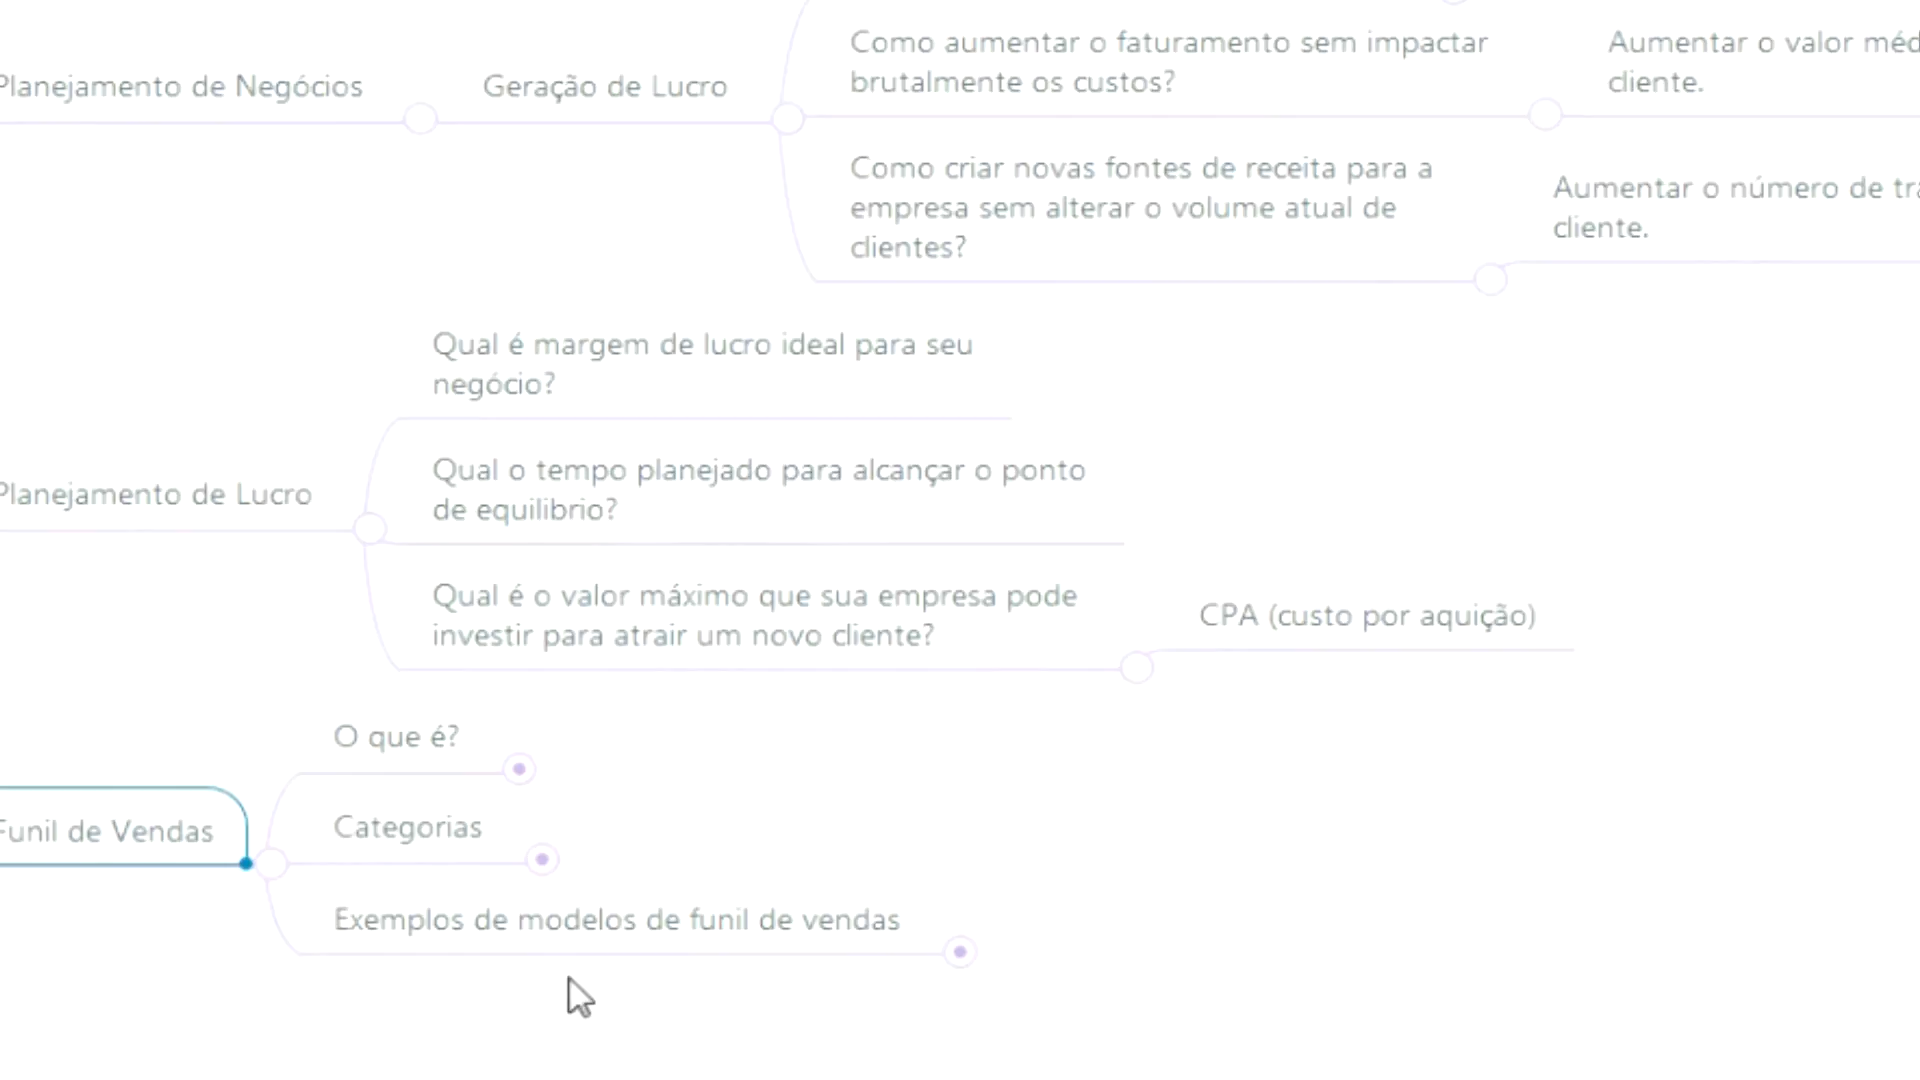 Planejamento de Negócios
Geração de Lucro
Como aumentar o faturamento sem impactar
brutalmente os custos?
Aumentar o valor
cliente.
Como criar novas fontes de receita para a
empresa sem alterar o volume atual de
clientes?
Aumentar o número de
cliente.
Planejamento de Lucro
Qual é margem de lucro ideal para seu
negócio?
Qual o tempo planejado para alcançar o ponto
de equilibrio?
Qual é o valor máximo que sua empresa pode
investir para atrair um novo cliente?
CPA (custo por aquição)
Funil de Vendas
O que é?
Categorias
Exemplos de modelos de funil de vendas